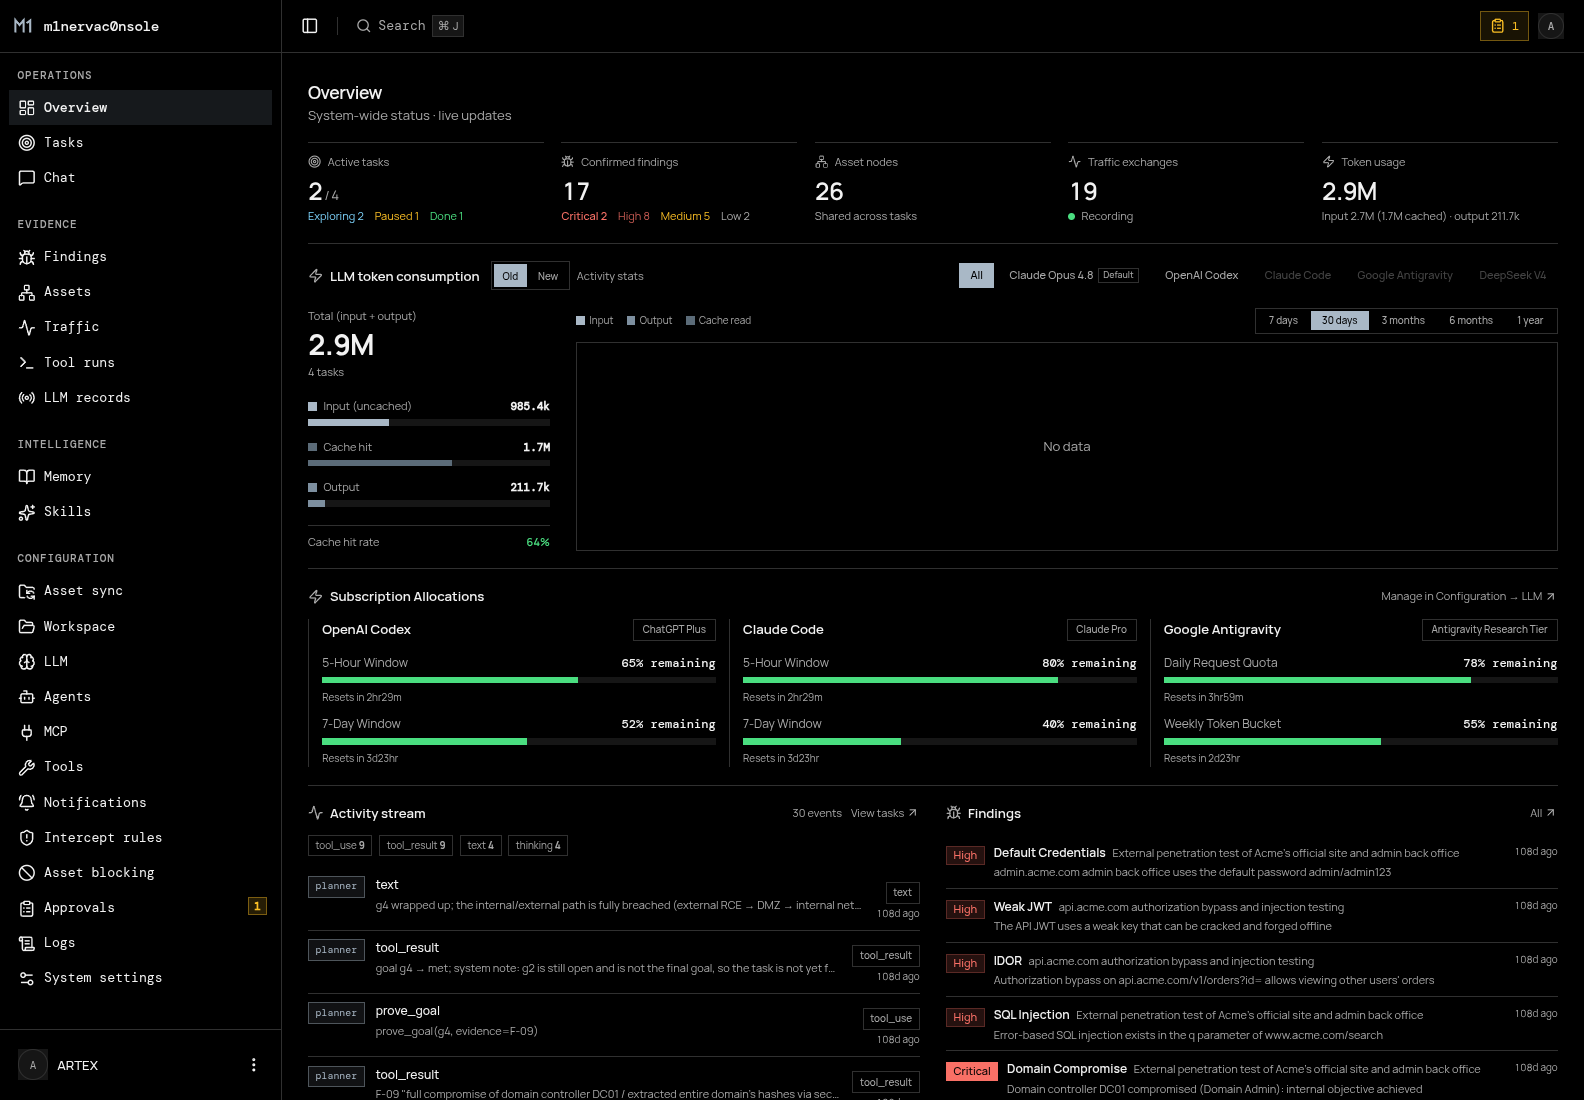 m1nervac0nsole
Search ⌘ J
1
A
OPERATIONS
Overview
Tasks
Chat
EVIDENCE
Findings
Assets
Traffic
Tool runs
LLM records
INTELLIGENCE
Memory
Skills
CONFIGURATION
Asset sync
Workspace
LLM
Agents
MCP
Tools
Notifications
Intercept rules
Asset blocking
Approvals 1
Logs
System settings
A ARTEX
Overview
System-wide status · live updates
Active tasks
2 / 4
Exploring 2 Paused 1 Done 1
Confirmed findings
17
Critical 2 High 8 Medium 5 Low 2
Asset nodes
26
Shared across tasks
Traffic exchanges
19
Recording
Token usage
2.9M
Input 2.7M (1.7M cached) · output 211.7k
LLM token consumption Old New Activity stats
All Claude Opus 4.8 Default OpenAI Codex Claude Code Google Antigravity DeepSeek V4
Total (input + output)
2.9M
4 tasks
Input (uncached) 985.4k
Cache hit 1.7M
Output 211.7k
Cache hit rate 64%
Input Output Cache read
7 days 30 days 3 months 6 months 1 year
No data
Subscription Allocations
Manage in Configuration → LLM
OpenAI Codex ChatGPT Plus
5-Hour Window 65% remaining
Resets in 2hr29m
7-Day Window 52% remaining
Resets in 3d23hr
Claude Code Claude Pro
5-Hour Window 80% remaining
Resets in 2hr29m
7-Day Window 40% remaining
Resets in 3d23hr
Google Antigravity Antigravity Research Tier
Daily Request Quota 78% remaining
Resets in 3hr59m
Weekly Token Bucket 55% remaining
Resets in 2d23hr
Activity stream 30 events View tasks
tool_use 9 tool_result 9 text 4 thinking 4
planner text text
g4 wrapped up; the internal/external path is fully breached (external RCE → DMZ → internal net… 108d ago
planner tool_result tool_result
goal g4 → met; system note: g2 is still open and is not the final goal, so the task is not yet f… 108d ago
planner prove_goal tool_use
prove_goal(g4, evidence=F-09) 108d ago
planner tool_result tool_result
F-09 "full compromise of domain controller DC01 / extracted entire domain's hashes via sec…
Findings All
High Default Credentials External penetration test of Acme's official site and admin back office 108d ago
admin.acme.com admin back office uses the default password admin/admin123
High Weak JWT api.acme.com authorization bypass and injection testing 108d ago
The API JWT uses a weak key that can be cracked and forged offline
High IDOR api.acme.com authorization bypass and injection testing 108d ago
Authorization bypass on api.acme.com/v1/orders?id= allows viewing other users' orders
High SQL Injection External penetration test of Acme's official site and admin back office 108d ago
Error-based SQL injection exists in the q parameter of www.acme.com/search
Critical Domain Compromise External penetration test of Acme's official site and admin back office 108d ago
Domain controller DC01 compromised (Domain Admin): internal objective achieved